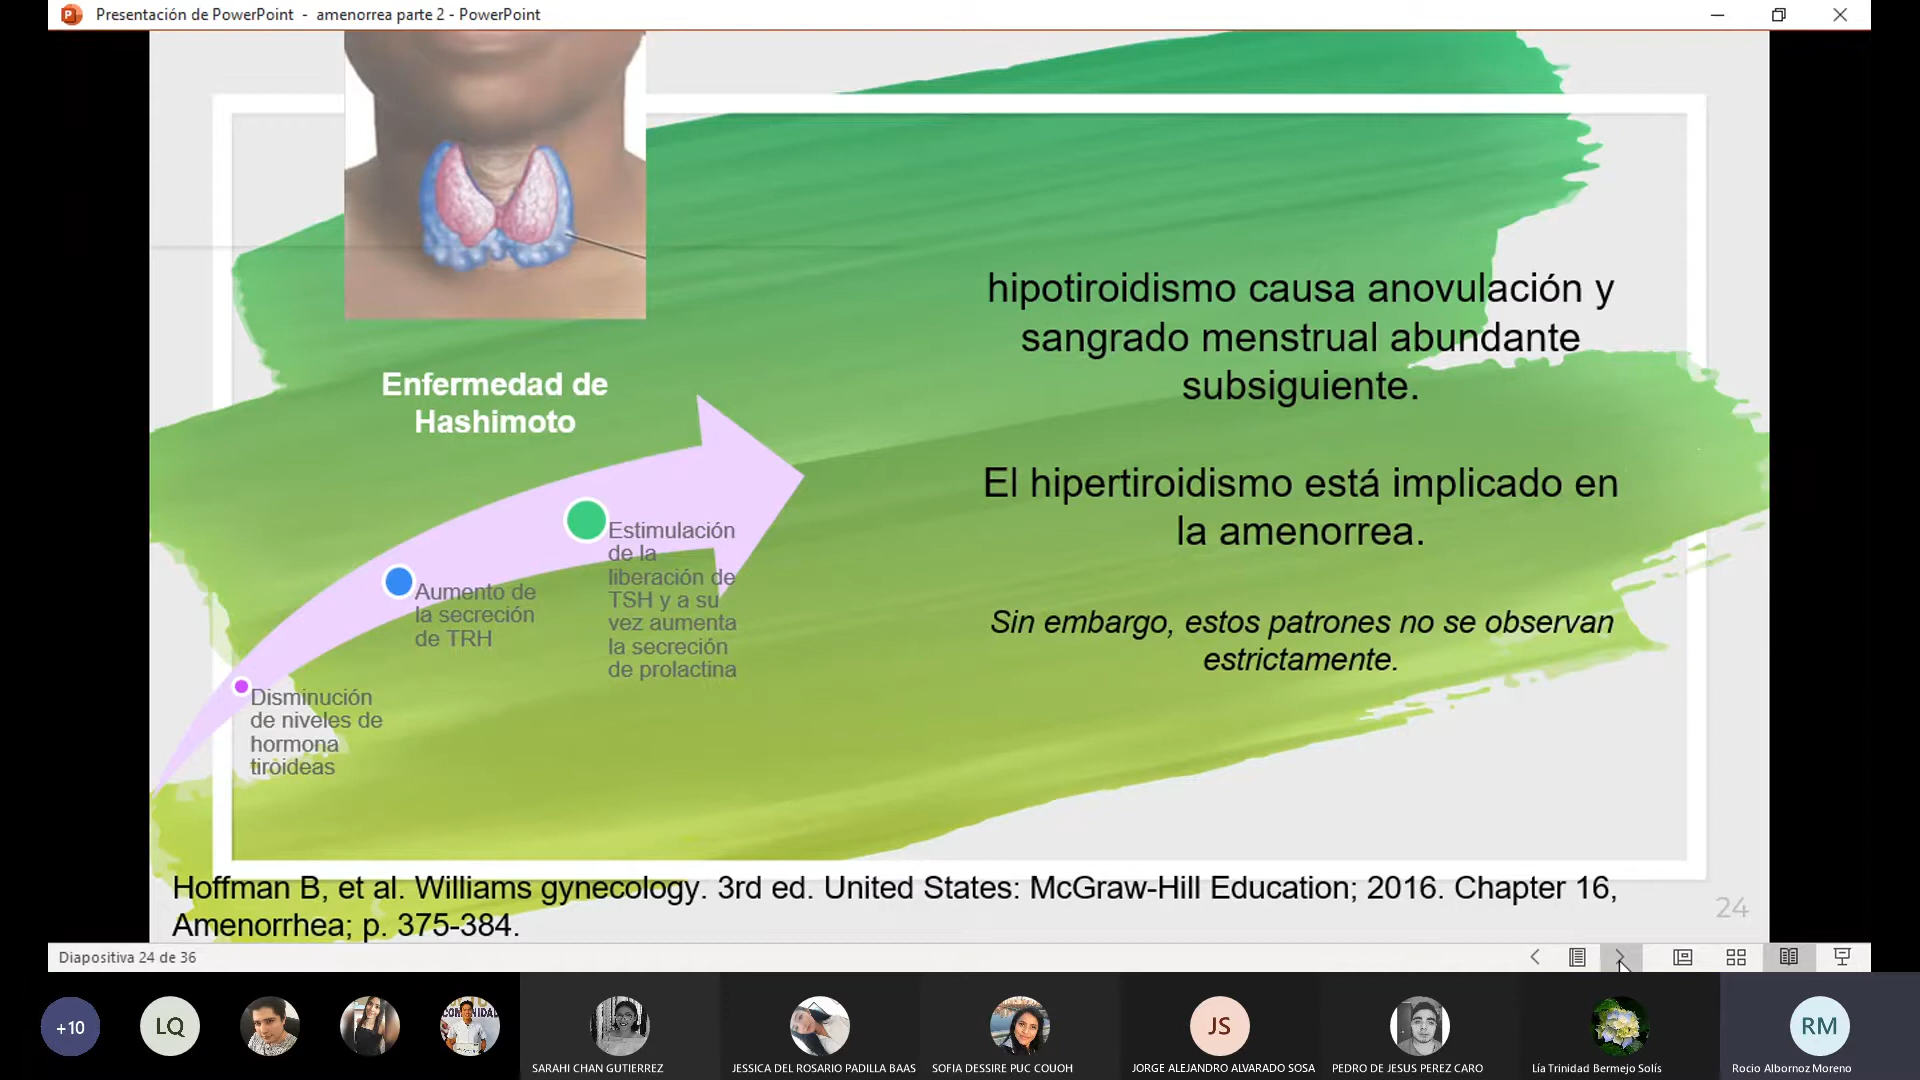 Presentación de PowerPoint - amenorrea parte 2 - PowerPoint
hipotiroidismo causa anovulación y
sangrado menstrual abundante
subsiguiente.
El hipertiroidismo está implicado en
la amenorrea.
Sin embargo, estos patrones no se observan
estrictamente.
Enfermedad de
Hashimoto
Estimulación
de la
liberación de
TSH y a su
vez aumenta
la secreción
de prolactina
Aumento de
la secreción
de TRH
Disminución
de niveles de
hormona
tiroideas
Hoffman B, et al. Williams gynecology. 3rd ed. United States: McGraw-Hill Education; 2016. Chapter 16,
Amenorrhea; p. 375-384.
24
Diapositiva 24 de 36
+10
LQ
JS
RM
SARAHI CHAN GUTIERREZ
JESSICA DEL ROSARIO PADILLA BAAS
SOFIA DESSIRE PUC COUOH
JORGE ALEJANDRO ALVARADO SOSA
PEDRO DE JESUS PEREZ CARO
Lía Trinidad Bermejo Solís
Rocio Albornoz Moreno